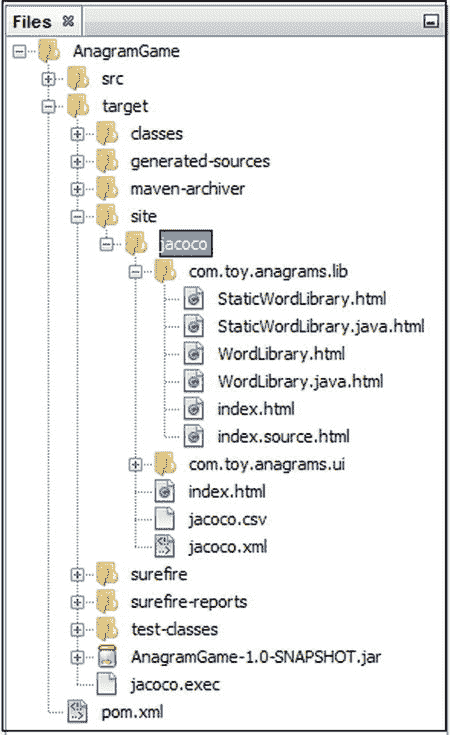 Files
AnagramGame
src
target
classes
generated-sources
maven-archiver
site
jacoco
com.toy.anagrams.lib
StaticWordLibrary.html
StaticWordLibrary.java.html
WordLibrary.html
WordLibrary.java.html
index.html
index.source.html
com.toy.anagrams.ui
index.html
jacoco.csv
jacoco.xml
surefire
surefire-reports
test-classes
AnagramGame-1.0-SNAPSHOT.jar
jacoco.exec
pom.xml